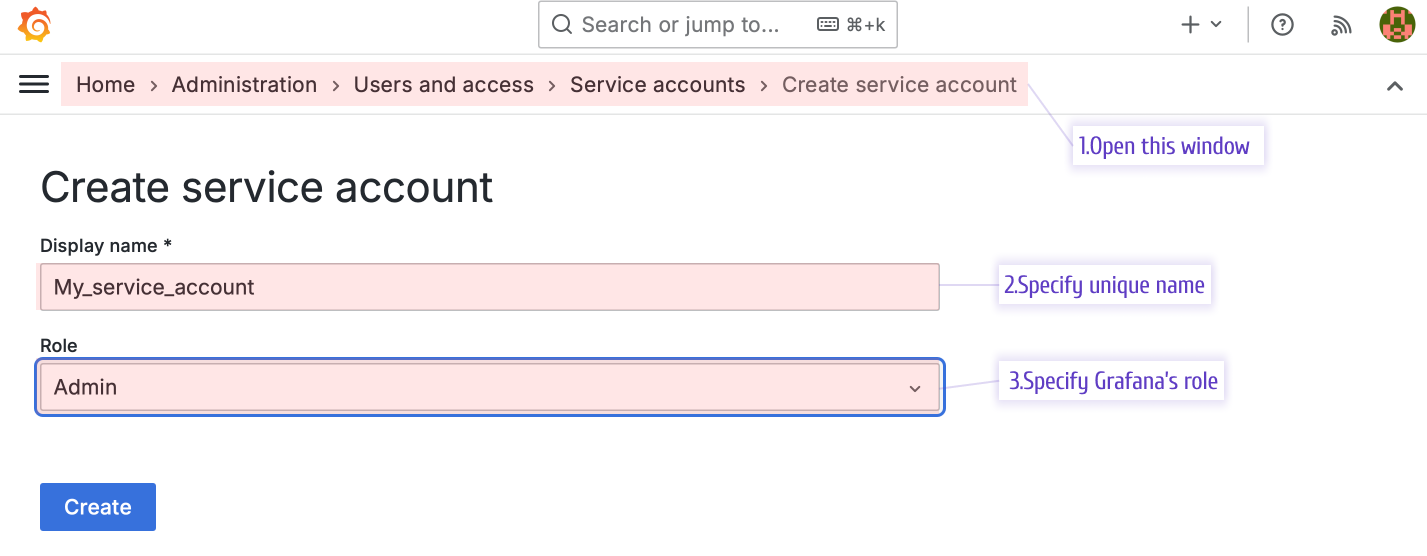 Search or jump to... ⌘+k
Home › Administration › Users and access › Service accounts › Create service account
1.Open this window
Create service account
Display name *
My_service_account
2.Specify unique name
Role
Admin
3.Specify Grafana's role
Create